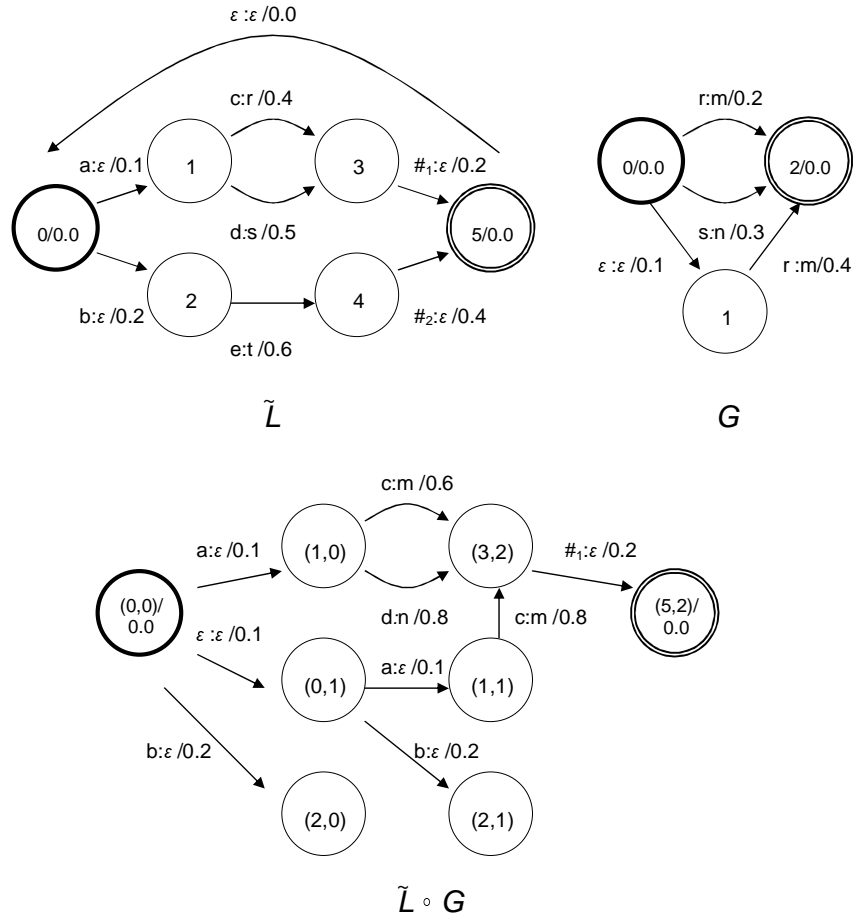 ε :ε /0.0
c:r /0.4
a:ε /0.1
1
3
#₁:ε /0.2
0/0.0
5/0.0
d:s /0.5
b:ε /0.2
2
4
#₂:ε /0.4
e:t /0.6
L̃
r:m/0.2
0/0.0
2/0.0
s:n /0.3
ε :ε /0.1
r :m/0.4
1
G
c:m /0.6
a:ε /0.1
(1,0)
(3,2)
#₁:ε /0.2
(0,0)/
0.0
(5,2)/
0.0
d:n /0.8
c:m /0.8
ε :ε /0.1
a:ε /0.1
(0,1)
(1,1)
b:ε /0.2
b:ε /0.2
(2,0)
(2,1)
L̃ ∘ G